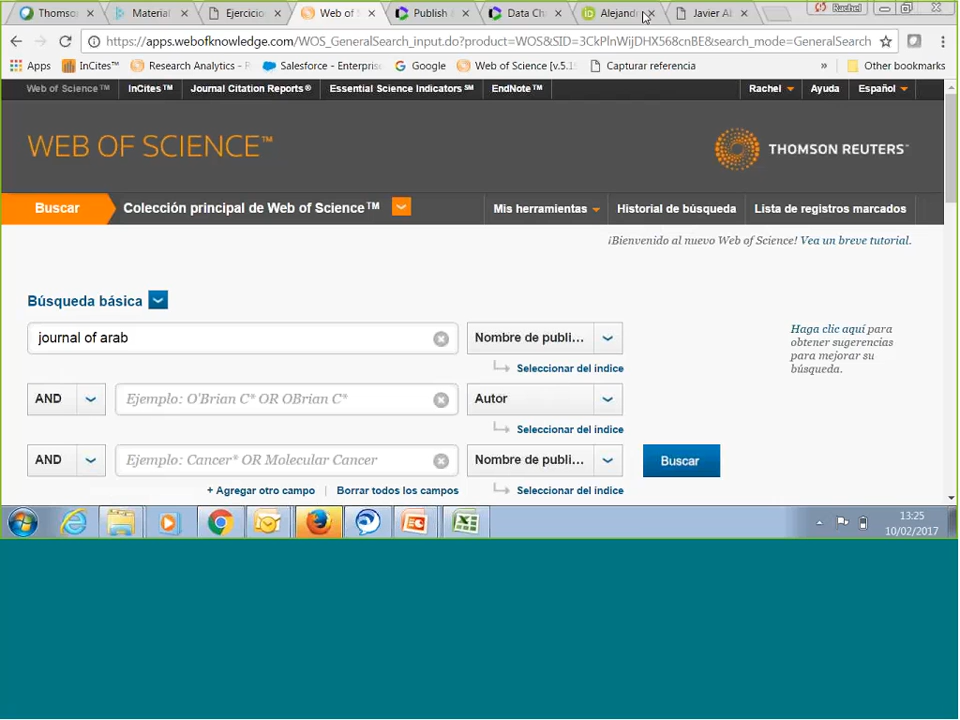 Thomson
Material
Ejercicio
Web of S
Publish a
Data Cha
Alejandr
Javier Al
Rachel
https://apps.webofknowledge.com/WOS_GeneralSearch_input.do?product=WOS&SID=3CkPlnWijDHX568cnBE&search_mode=GeneralSearch
Apps
InCites™
Research Analytics - F
Salesforce - Enterprise
Google
Web of Science [v.5.1
Capturar referencia
»
Other bookmarks
Web of Science™
InCites™
Journal Citation Reports®
Essential Science Indicators℠
EndNote™
Rachel
Ayuda
Español
WEB OF SCIENCE™
THOMSON REUTERS™
Buscar
Colección principal de Web of Science™
Mis herramientas
Historial de búsqueda
Lista de registros marcados
¡Bienvenido al nuevo Web of Science! Vea un breve tutorial.
Búsqueda básica
journal of arab
Nombre de publi...
Haga clic aquí para
obtener sugerencias
para mejorar su
búsqueda.
Seleccionar del índice
AND
Ejemplo: O'Brian C* OR OBrian C*
Autor
Seleccionar del índice
AND
Ejemplo: Cancer* OR Molecular Cancer
Nombre de publi...
Buscar
+ Agregar otro campo
Borrar todos los campos
Seleccionar del índice
13:25
10/02/2017